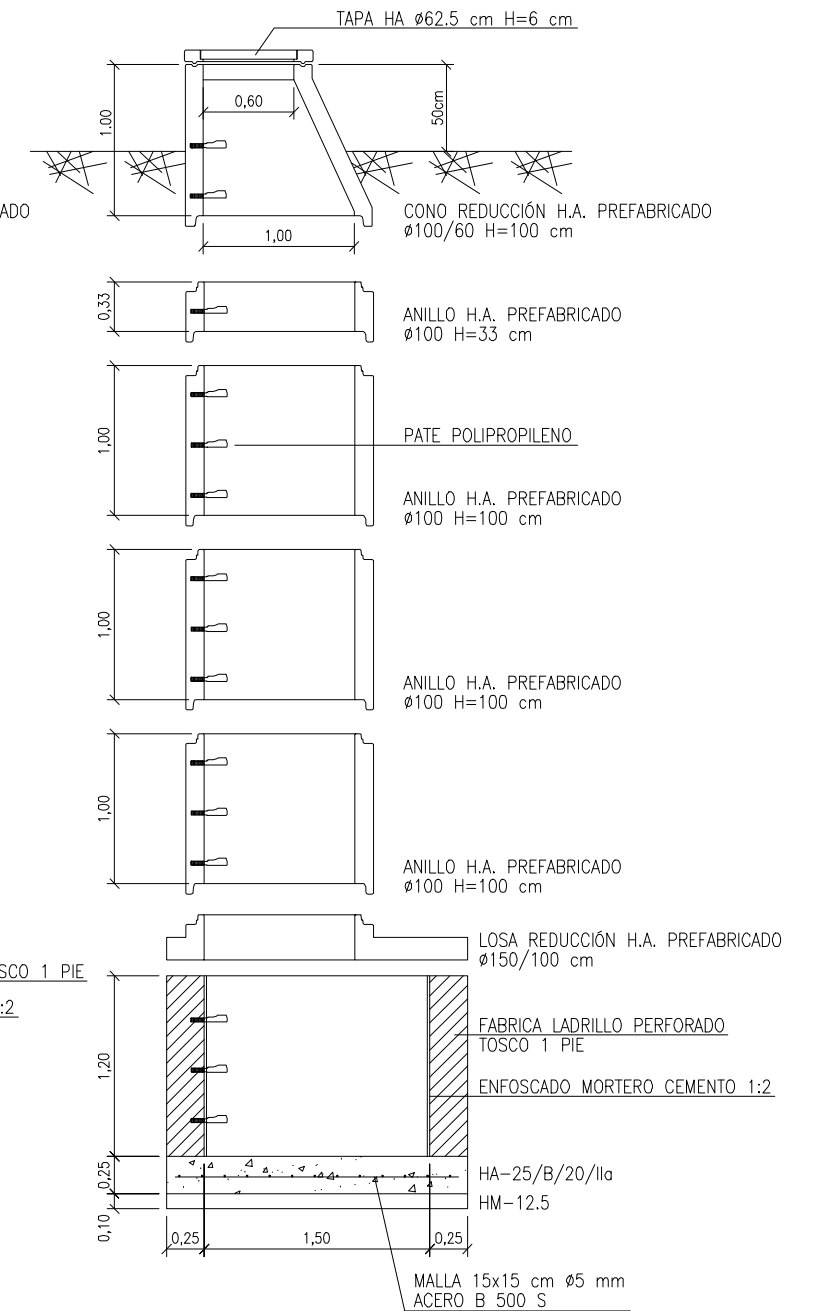 TAPA HA ø62.5 cm H=6 cm
1.00
0,60
50cm
ADO
CONO REDUCCIÓN H.A. PREFABRICADO
ø100/60 H=100 cm
1,00
0,33
ANILLO H.A. PREFABRICADO
ø100 H=33 cm
1,00
PATE POLIPROPILENO
ANILLO H.A. PREFABRICADO
ø100 H=100 cm
1,00
ANILLO H.A. PREFABRICADO
ø100 H=100 cm
1,00
ANILLO H.A. PREFABRICADO
ø100 H=100 cm
LOSA REDUCCIÓN H.A. PREFABRICADO
ø150/100 cm
SCO 1 PIE
:2
1,20
FABRICA LADRILLO PERFORADO
TOSCO 1 PIE
ENFOSCADO MORTERO CEMENTO 1:2
0,25
HA-25/B/20/IIa
0,10
HM-12.5
0,25
1,50
0,25
MALLA 15x15 cm ø5 mm
ACERO B 500 S